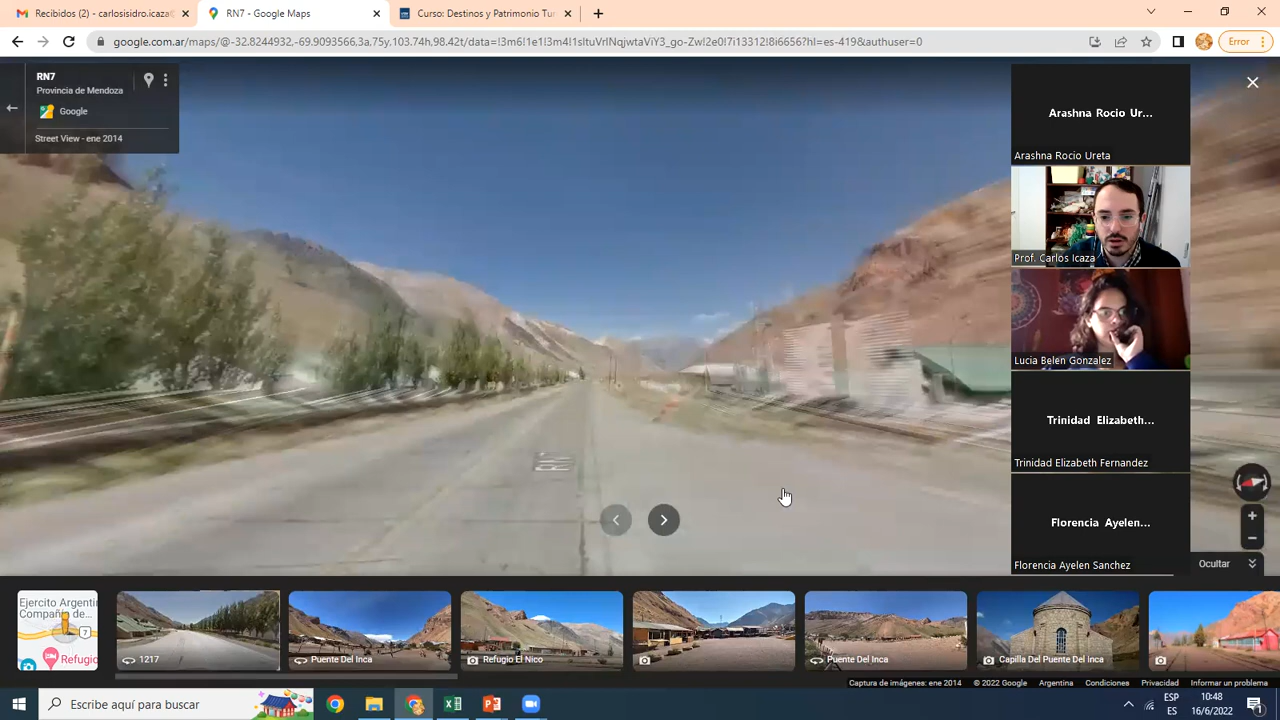 Recibidos (2) - carlosisidro.icaza@
RN7 - Google Maps
Curso: Destinos y Patrimonio Tur
google.com.ar/maps/@-32.8244932,-69.9093566,3a,75y,103.74h,98.42t/data=!3m6!1e1!3m4!1sltuVrlNqjwtaViY3_go-Zw!2e0!7i13312!8i6656?hl=es-419&authuser=0
Error
RN7
Provincia de Mendoza
Google
Street View - ene 2014
Arashna Rocio Ur...
Arashna Rocio Ureta
Prof. Carlos Icaza
Lucia Belen Gonzalez
Trinidad Elizabeth...
Trinidad Elizabeth Fernandez
Florencia Ayelen...
Florencia Ayelen Sanchez
Ocultar
Ejercito Argenti
Compañía de...
7
Refugio
1217
Puente Del Inca
Refugio El Nico
Puente Del Inca
Capilla Del Puente Del Inca
Captura de imágenes: ene 2014 © 2022 Google Argentina Condiciones Privacidad Informar un problema
Escribe aquí para buscar
ESP
ES
10:48
16/6/2022